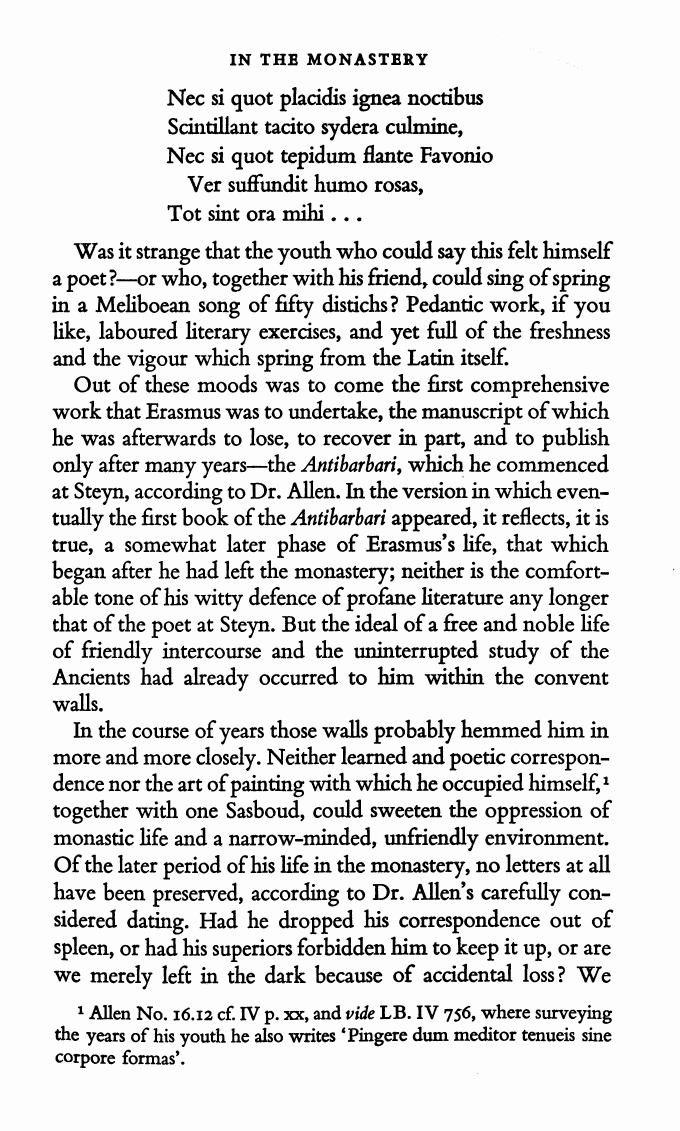 IN THE MONASTERY
Nec si quot placidis ignea noctibus
Scintillant tacito sydera culmine,
Nec si quot tepidum flante Favonio
Ver suffundit humo rosas,
Tot sint ora mihi . . .
Was it strange that the youth who could say this felt himself
a poet?—or who, together with his friend, could sing of spring
in a Meliboean song of fifty distichs? Pedantic work, if you
like, laboured literary exercises, and yet full of the freshness
and the vigour which spring from the Latin itself.
Out of these moods was to come the first comprehensive
work that Erasmus was to undertake, the manuscript of which
he was afterwards to lose, to recover in part, and to publish
only after many years—the Antibarbari, which he commenced
at Steyn, according to Dr. Allen. In the version in which even-
tually the first book of the Antibarbari appeared, it reflects, it is
true, a somewhat later phase of Erasmus's life, that which
began after he had left the monastery; neither is the comfort-
able tone of his witty defence of profane literature any longer
that of the poet at Steyn. But the ideal of a free and noble life
of friendly intercourse and the uninterrupted study of the
Ancients had already occurred to him within the convent
walls.
In the course of years those walls probably hemmed him in
more and more closely. Neither learned and poetic correspon-
dence nor the art of painting with which he occupied himself,¹
together with one Sasboud, could sweeten the oppression of
monastic life and a narrow-minded, unfriendly environment.
Of the later period of his life in the monastery, no letters at all
have been preserved, according to Dr. Allen's carefully con-
sidered dating. Had he dropped his correspondence out of
spleen, or had his superiors forbidden him to keep it up, or are
we merely left in the dark because of accidental loss? We
¹ Allen No. 16.12 cf. IV p. xx, and vide LB. IV 756, where surveying
the years of his youth he also writes 'Pingere dum meditor tenueis sine
corpore formas'.